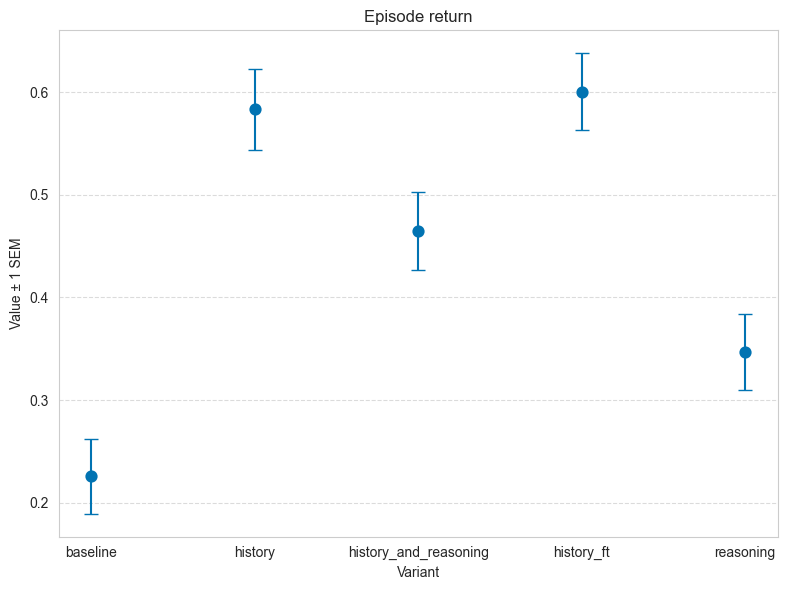 Episode return
Value ± 1 SEM
0.6
0.5
0.4
0.3
0.2
baseline history history_and_reasoning history_ft reasoning
Variant